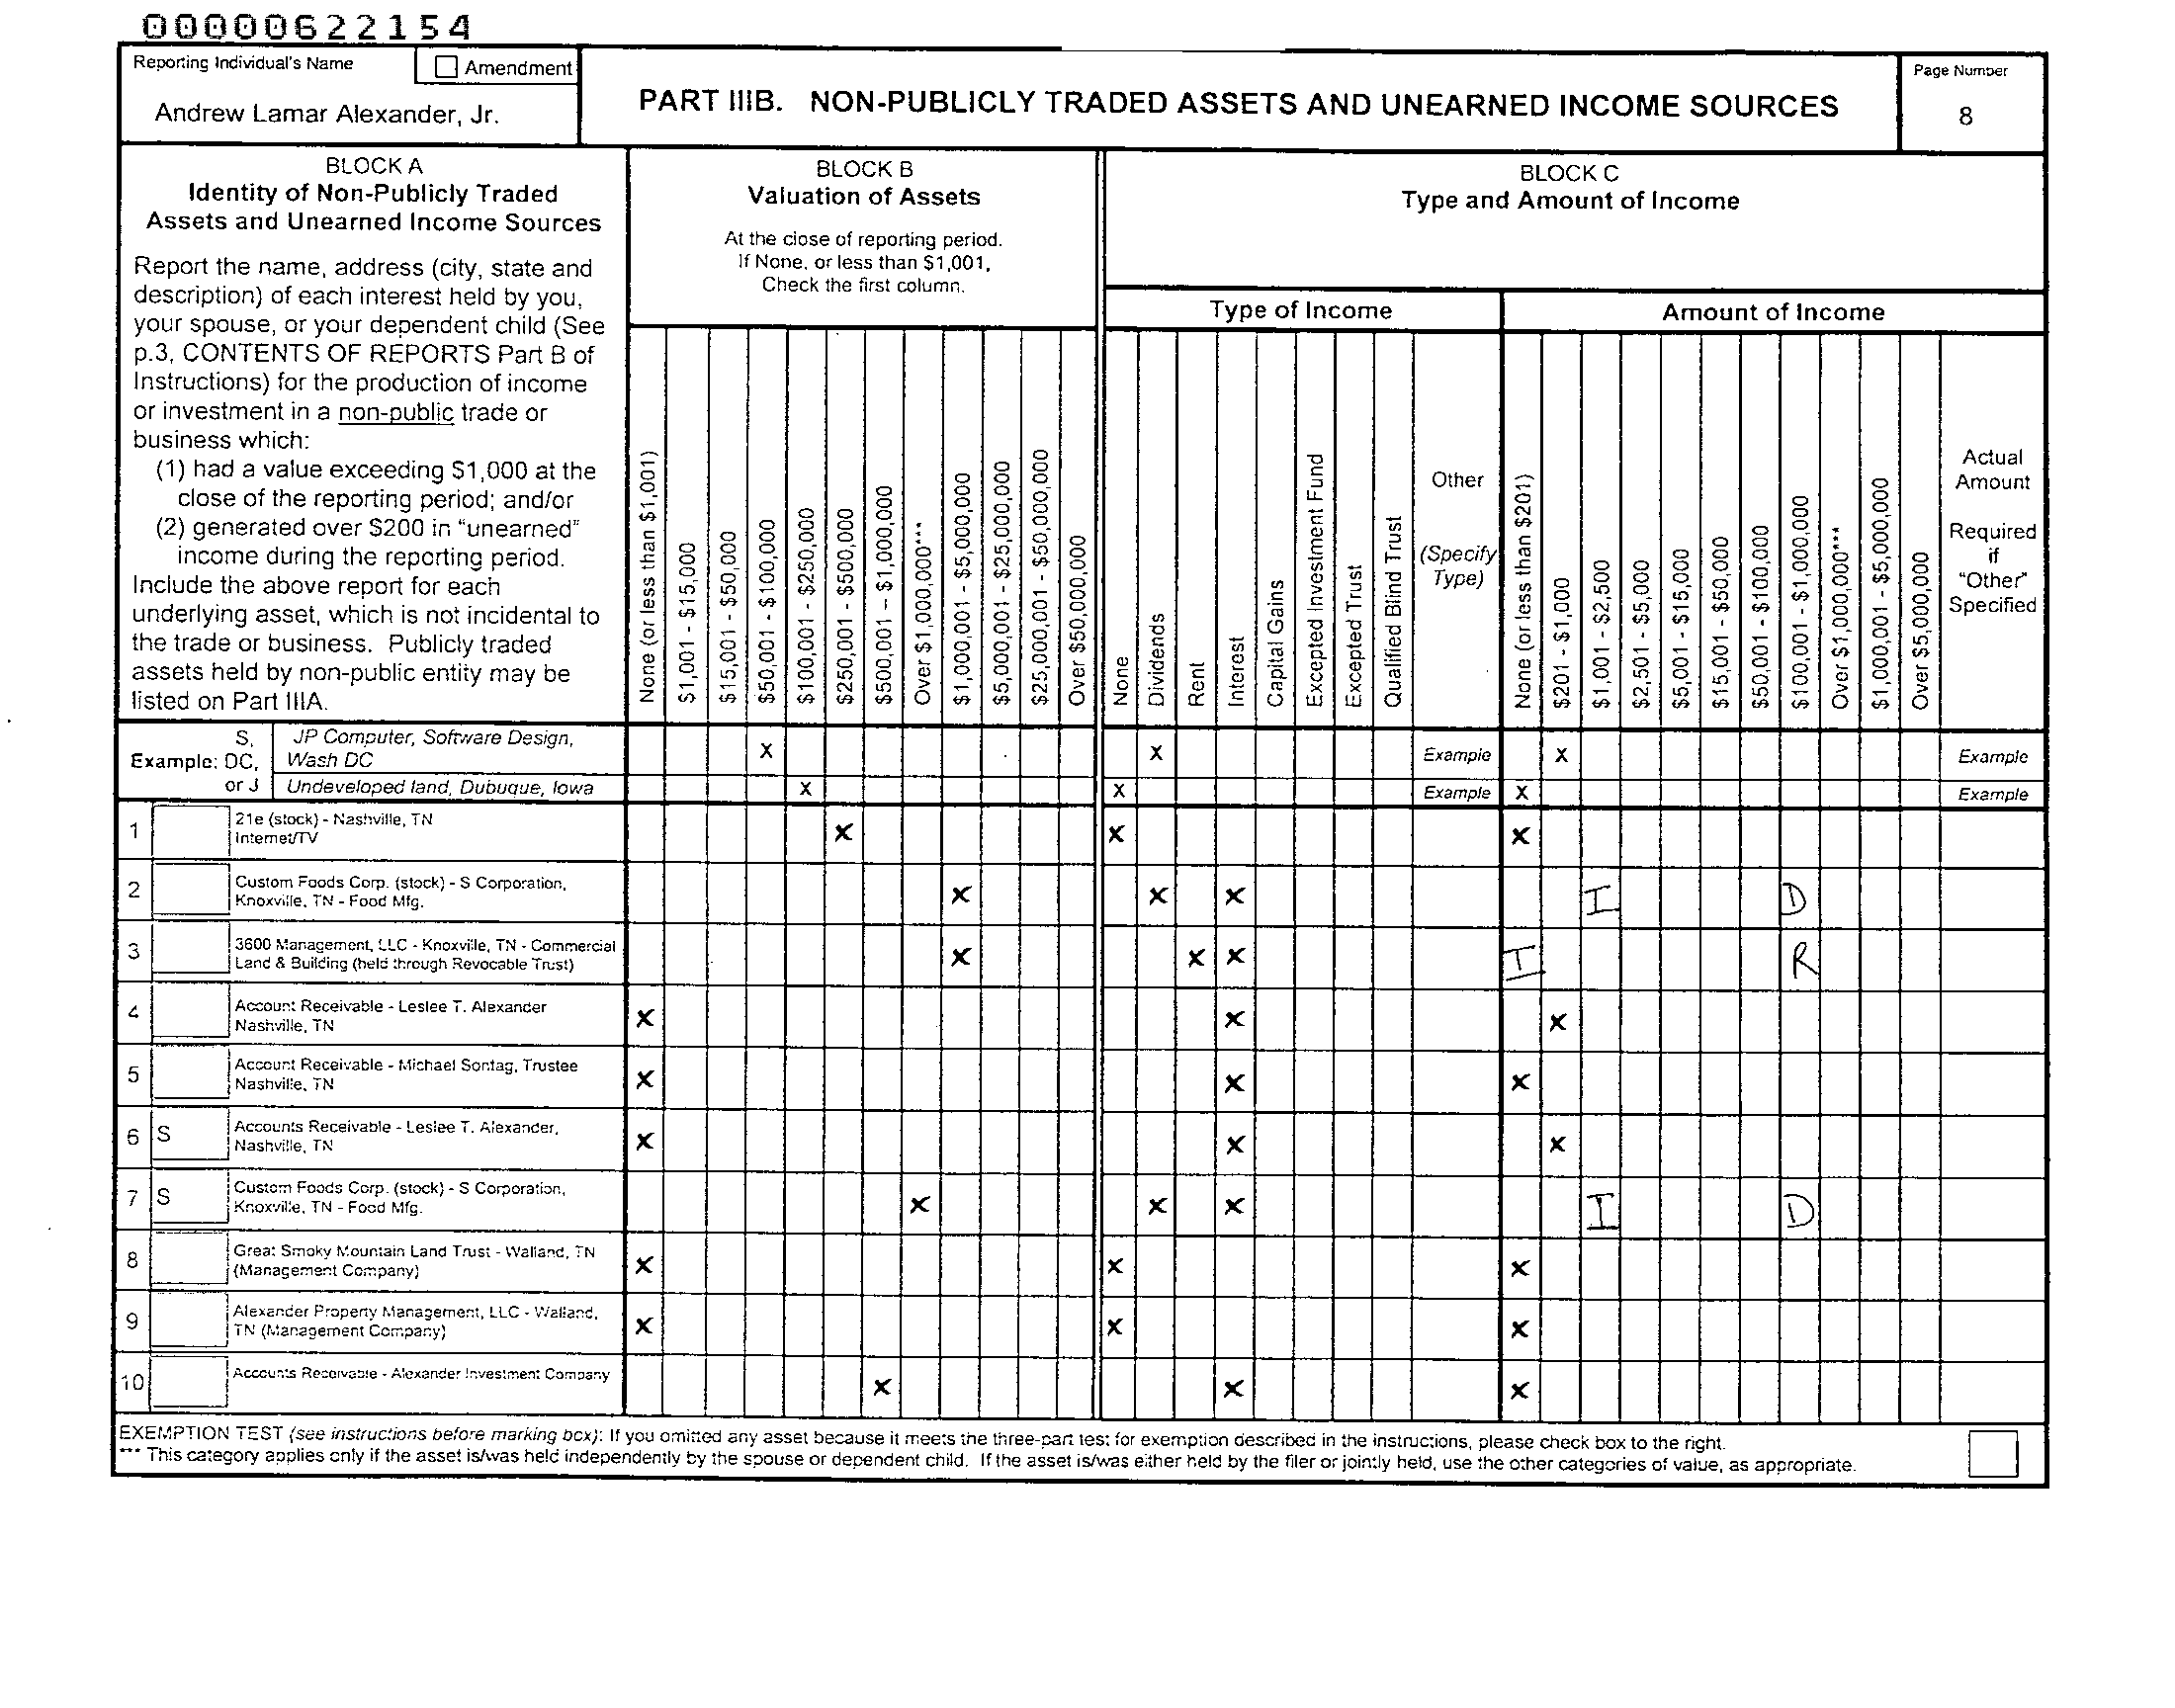 00000622154
Reporting Individual's Name
Amendment
Andrew Lamar Alexander, Jr.
PART IIIB. NON-PUBLICLY TRADED ASSETS AND UNEARNED INCOME SOURCES
Page Number
8
BLOCK A
Identity of Non-Publicly Traded
Assets and Unearned Income Sources
Report the name, address (city, state and
description) of each interest held by you,
your spouse, or your dependent child (See
p.3, CONTENTS OF REPORTS Part B of
Instructions) for the production of income
or investment in a non-public trade or
business which:
(1) had a value exceeding $1,000 at the
close of the reporting period; and/or
(2) generated over $200 in "unearned"
income during the reporting period.
Include the above report for each
underlying asset, which is not incidental to
the trade or business. Publicly traded
assets held by non-public entity may be
listed on Part IIIA.
BLOCK B
Valuation of Assets
At the close of reporting period.
If None, or less than $1,001,
Check the first column.
None (or less than $1,001)
$1,001 - $15,000
$15,001 - $50,000
$50,001 - $100,000
$100,001 - $250,000
$250,001 - $500,000
$500,001 - $1,000,000
Over $1,000,000***
$1,000,001 - $5,000,000
$5,000,001 - $25,000,000
$25,000,001 - $50,000,000
Over $50,000,000
BLOCK C
Type and Amount of Income
Type of Income
None
Dividends
Rent
Interest
Capital Gains
Excepted Investment Fund
Excepted Trust
Qualified Blind Trust
Other
(Specify
Type)
Amount of Income
None (or less than $201)
$201 - $1,000
$1,001 - $2,500
$2,501 - $5,000
$5,001 - $15,000
$15,001 - $50,000
$50,001 - $100,000
$100,001 - $1,000,000
Over $1,000,000***
$1,000,001 - $5,000,000
Over $5,000,000
Actual
Amount
Required
if
"Other"
Specified
Example: S, DC, or J
JP Computer, Software Design,
Wash DC X X Example X Example
Undeveloped land, Dubuque, Iowa X X Example X Example
1 21e (stock) - Nashville, TN
Internet/TV X X X
2 Custom Foods Corp. (stock) - S Corporation,
Knoxville, TN - Food Mfg. X X X I D
3 3600 Management, LLC - Knoxville, TN - Commercial
Land & Building (held through Revocable Trust) X X X I R
4 Account Receivable - Leslee T. Alexander
Nashville, TN X X X
5 Account Receivable - Michael Sontag, Trustee
Nashville, TN X X X
6 S Accounts Receivable - Leslee T. Alexander,
Nashville, TN X X X
7 S Custom Foods Corp. (stock) - S Corporation,
Knoxville, TN - Food Mfg. X X X I D
8 Great Smoky Mountain Land Trust - Walland, TN
(Management Company) X X X
9 Alexander Property Management, LLC - Walland,
TN (Management Company) X X X
10 Accounts Receivable - Alexander Investment Company X X X
EXEMPTION TEST (see instructions before marking box): If you omitted any asset because it meets the three-part test for exemption described in the instructions, please check box to the right.
*** This category applies only if the asset is/was held independently by the spouse or dependent child. If the asset is/was either held by the filer or jointly held, use the other categories of value, as appropriate.